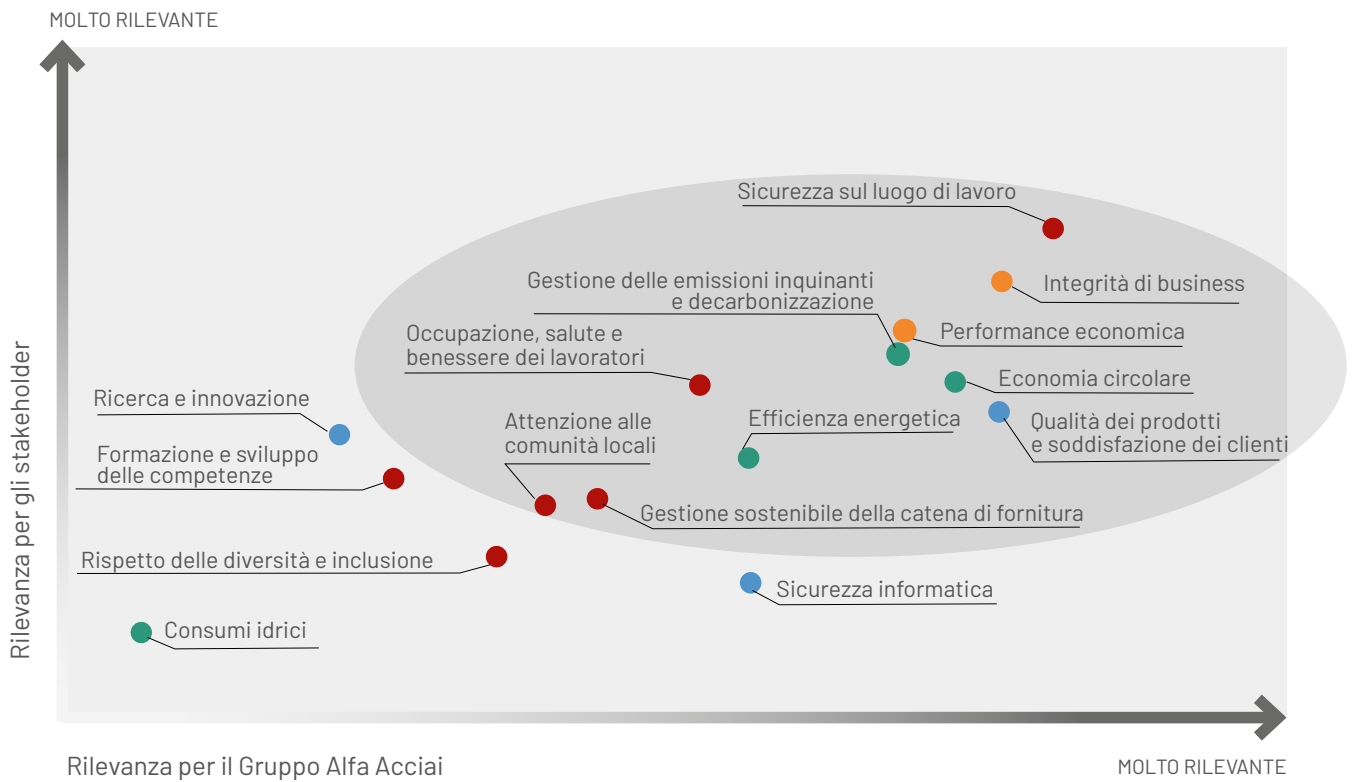 MOLTO RILEVANTE
Sicurezza sul luogo di lavoro
Gestione delle emissioni inquinanti
e decarbonizzazione
Integrità di business
Occupazione, salute e
benessere dei lavoratori
Performance economica
Economia circolare
Ricerca e innovazione
Attenzione alle
comunità locali
Efficienza energetica
Qualità dei prodotti
e soddisfazione dei clienti
Formazione e sviluppo
delle competenze
Gestione sostenibile della catena di fornitura
Rispetto delle diversità e inclusione
Sicurezza informatica
Consumi idrici
Rilevanza per gli stakeholder
Rilevanza per il Gruppo Alfa Acciai
MOLTO RILEVANTE